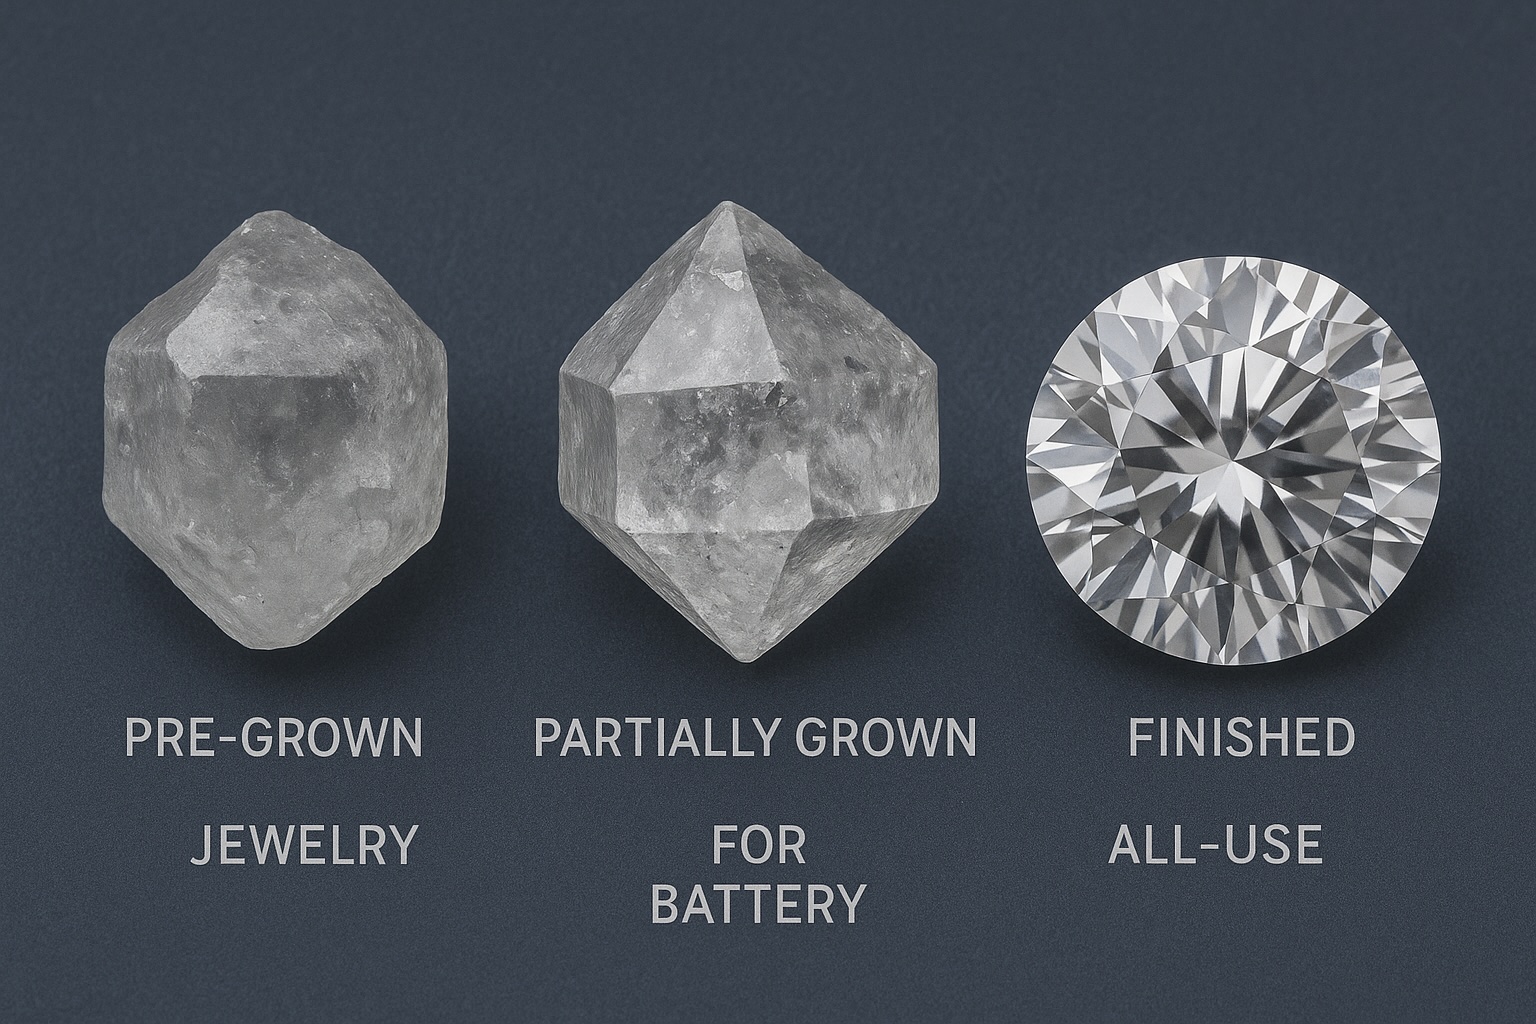 PRE-GROWN
PARTIALLY GROWN
FINISHED
JEWELRY
FOR
BATTERY
ALL-USE